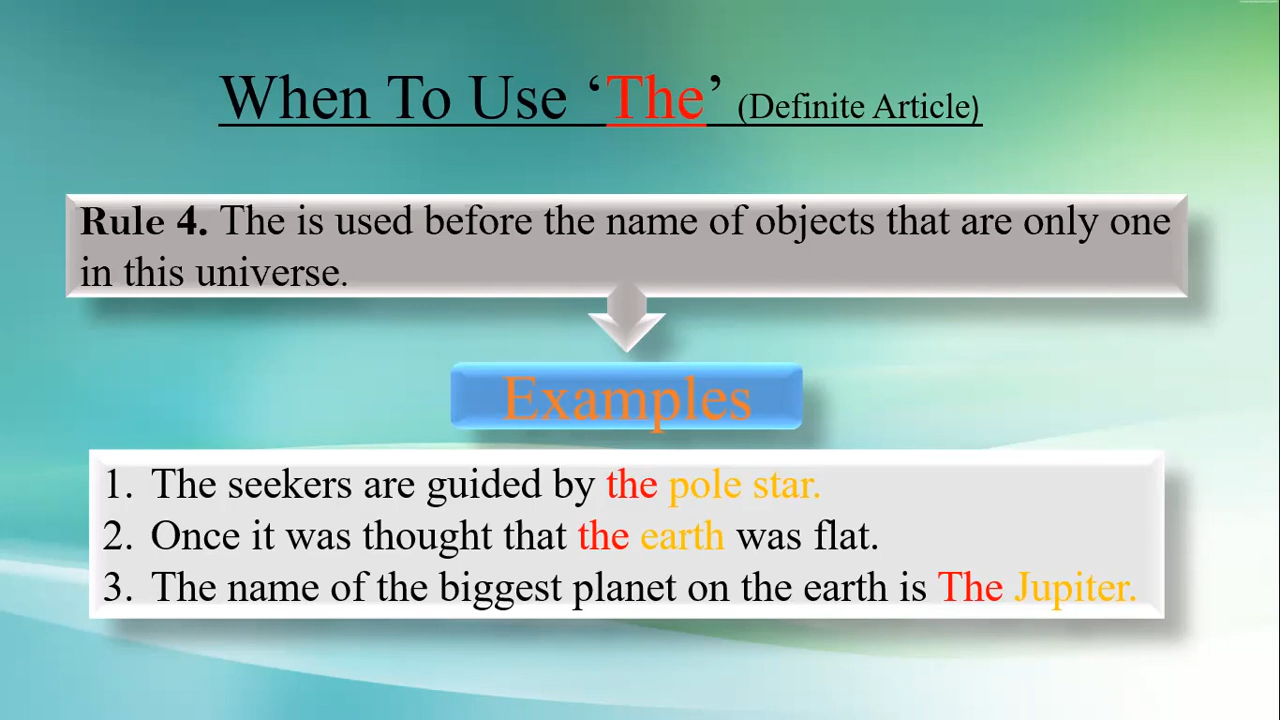 When To Use ‘The’ (Definite Article)
Rule 4. The is used before the name of objects that are only one
in this universe.
Examples
1. The seekers are guided by the pole star.
2. Once it was thought that the earth was flat.
3. The name of the biggest planet on the earth is The Jupiter.